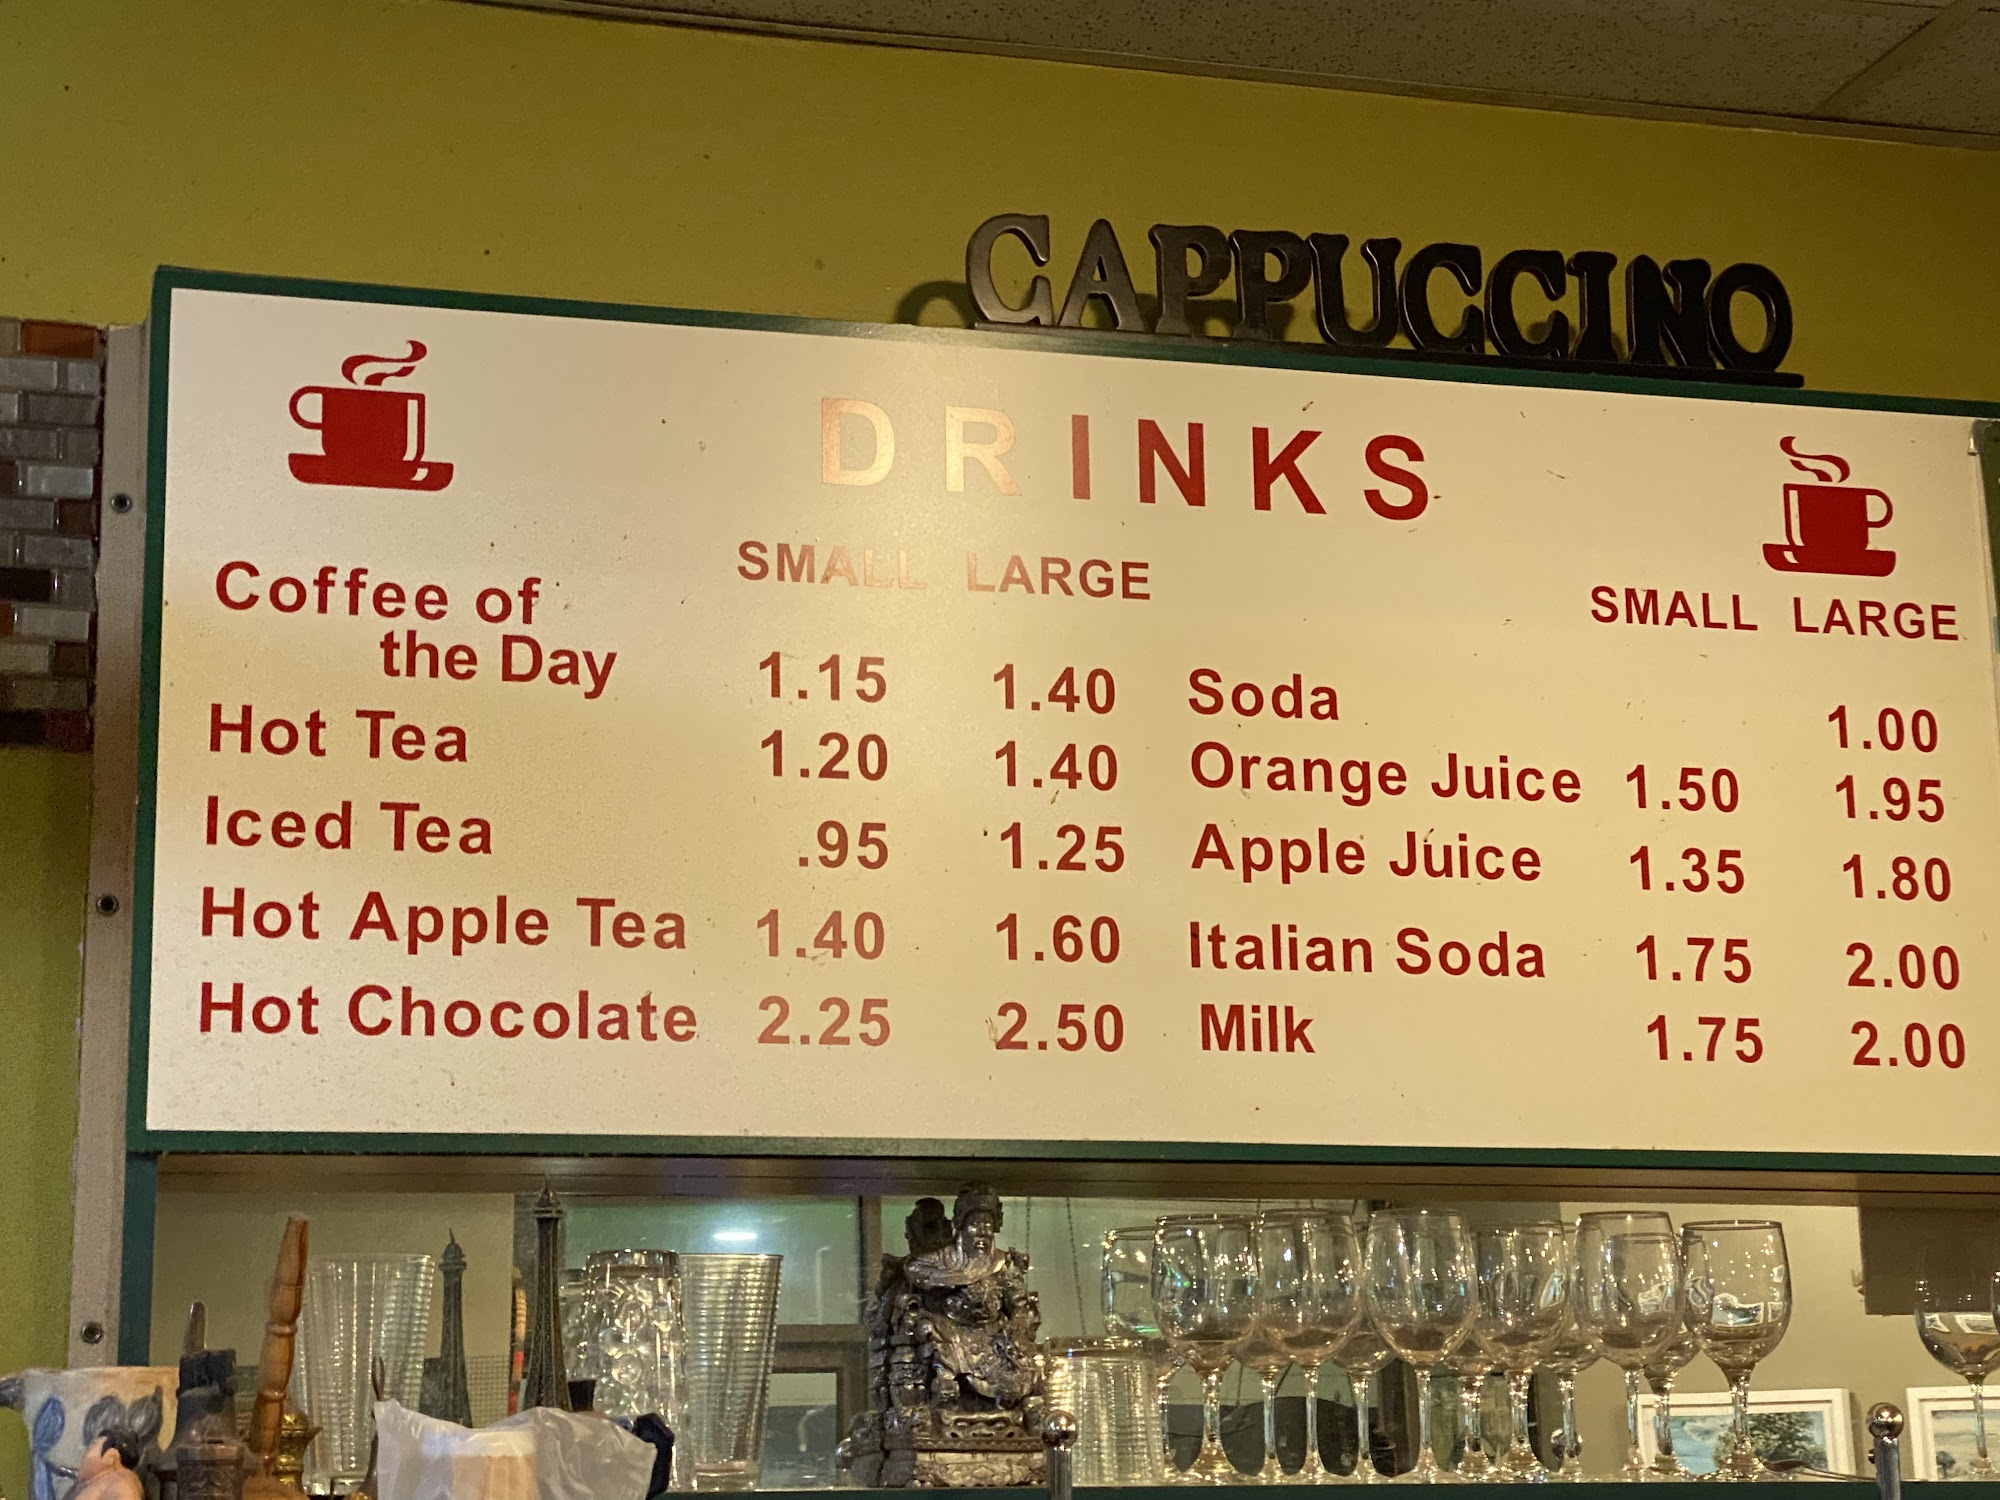 CAPPUCCINO
DRINKS
SMALL LARGE
Coffee of
the Day 1.15 1.40
Hot Tea 1.20 1.40
Iced Tea .95 1.25
Hot Apple Tea 1.40 1.60
Hot Chocolate 2.25 2.50
SMALL LARGE
Soda 1.00
Orange Juice 1.50 1.95
Apple Juice 1.35 1.80
Italian Soda 1.75 2.00
Milk 1.75 2.00